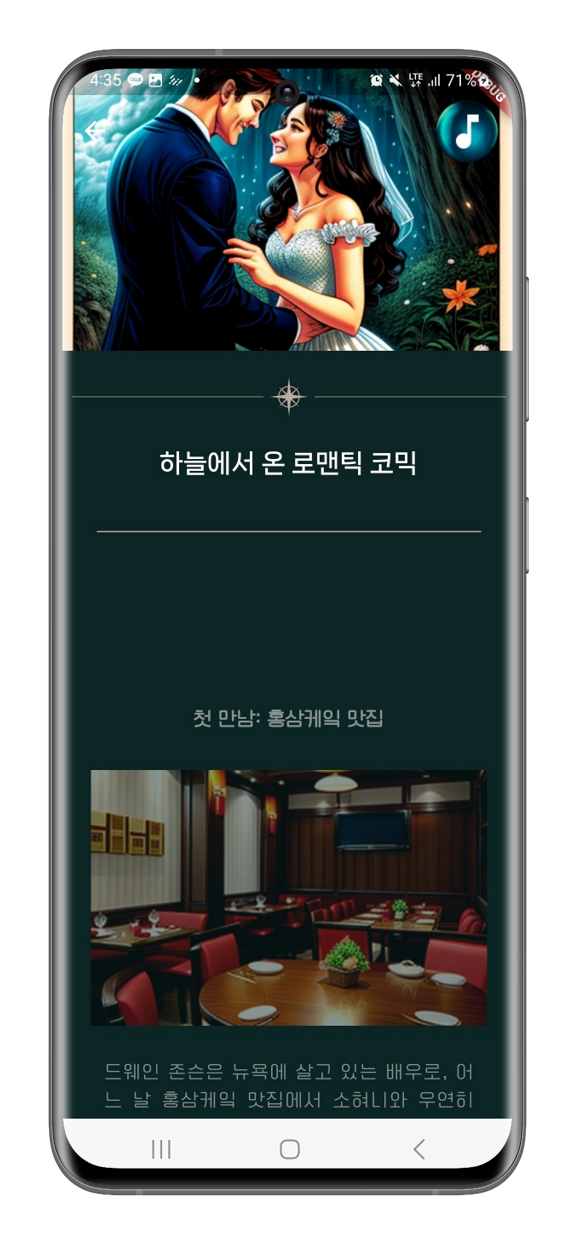 4:35 TALK LTE 71%
DEBUG
하늘에서 온 로맨틱 코믹
첫 만남: 홍삼케익 맛집
드웨인 존슨은 뉴욕에 살고 있는 배우로, 어
느 날 홍삼케익 맛집에서 소혀니와 우연히